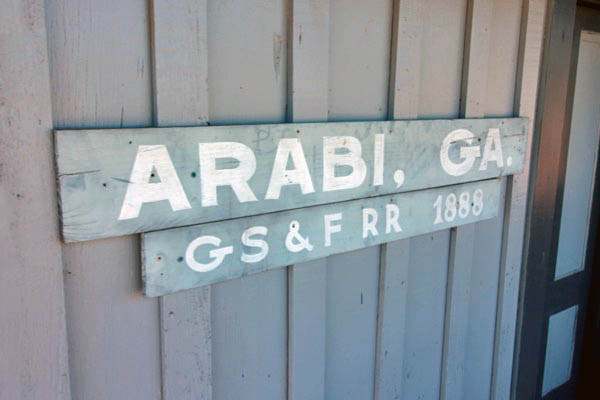 ARABI, GA.
GS&F RR 1888